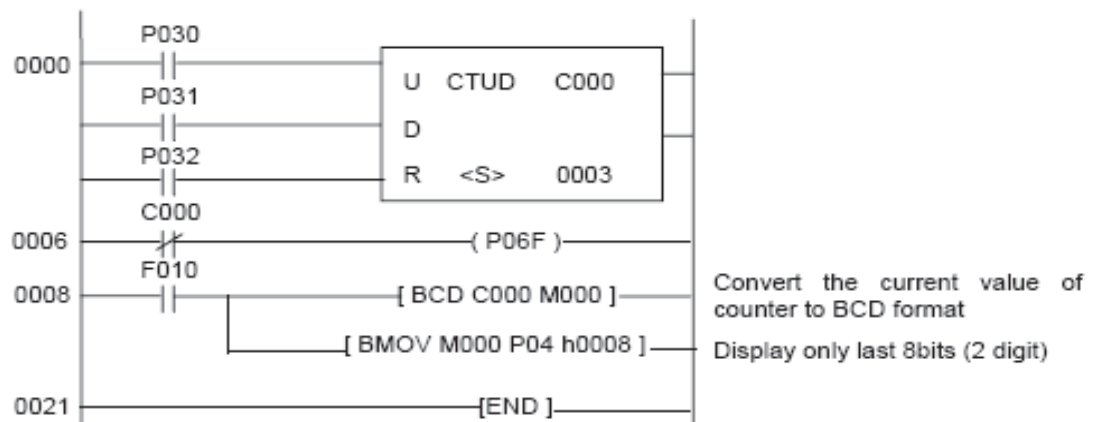 P030
0000
U CTUD C000
P031
D
P032
R <S> 0003
C000
0006 ( P06F )
F010
0008 [ BCD C000 M000 ]
Convert the current value of
counter to BCD format
[ BMOV M000 P04 h0008 ]
Display only last 8bits (2 digit)
0021 [END ]